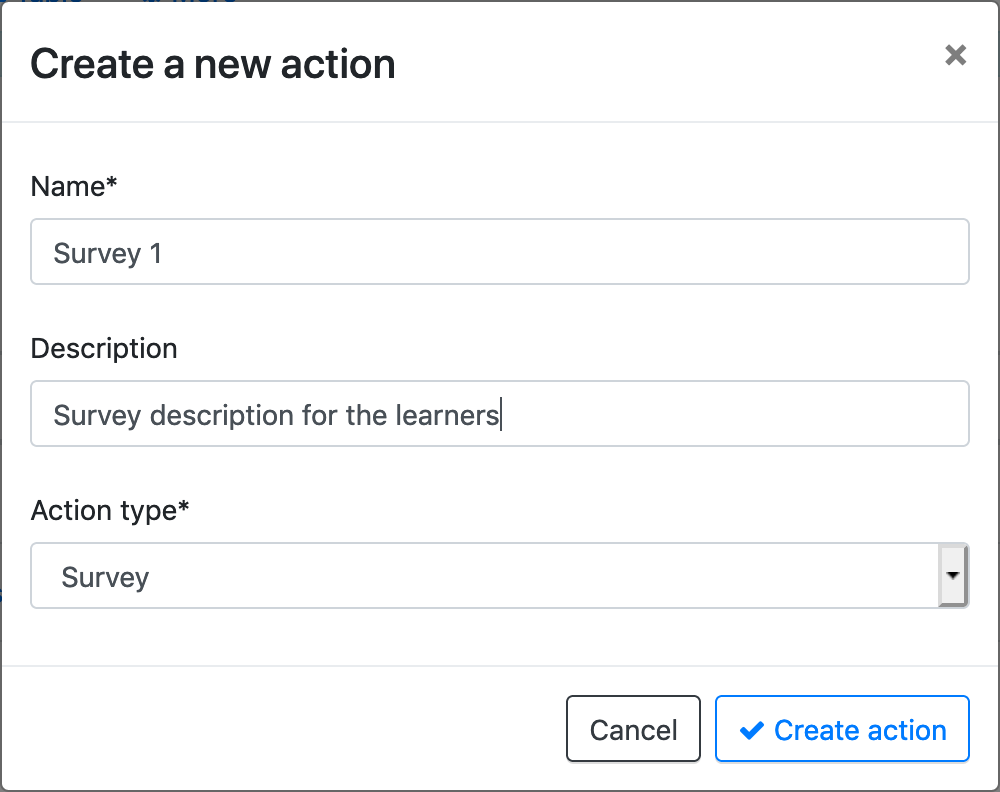 Create a new action
×
Name*
Survey 1
Description
Survey description for the learners
Action type*
Survey
Cancel
Create action